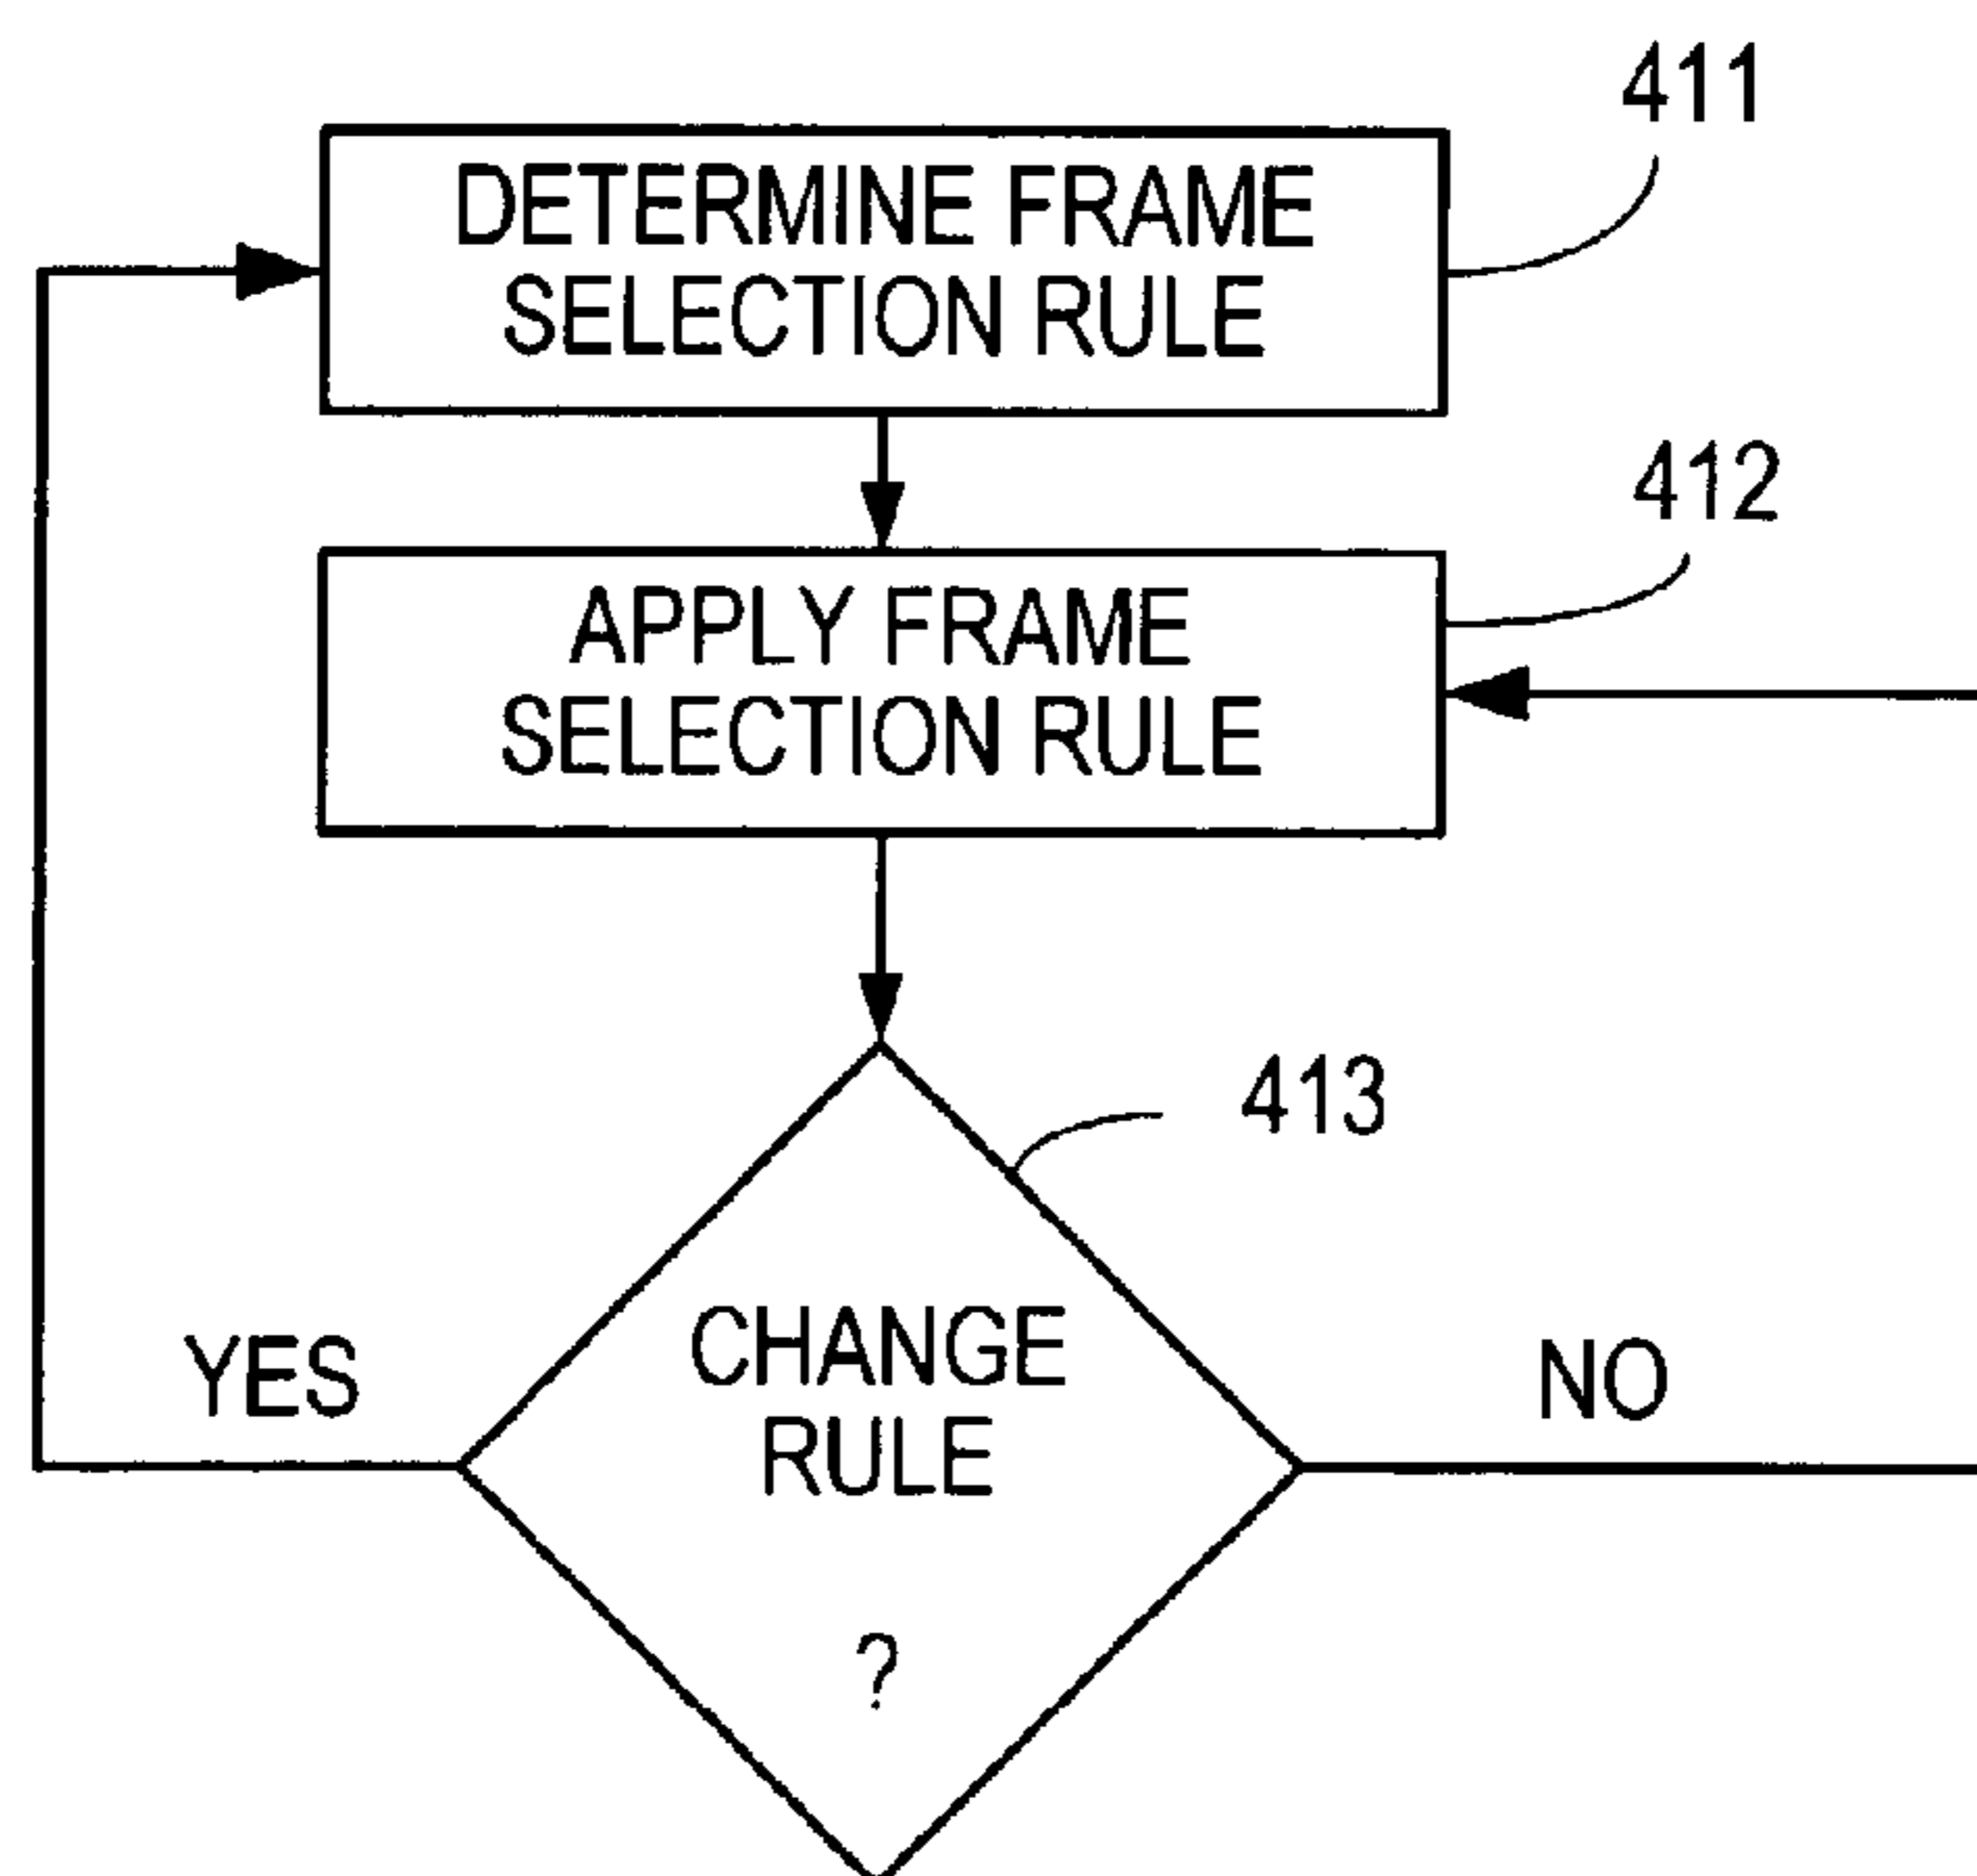 411
DETERMINE FRAME
SELECTION RULE
412
APPLY FRAME
SELECTION RULE
413
CHANGE
RULE
?
YES
NO